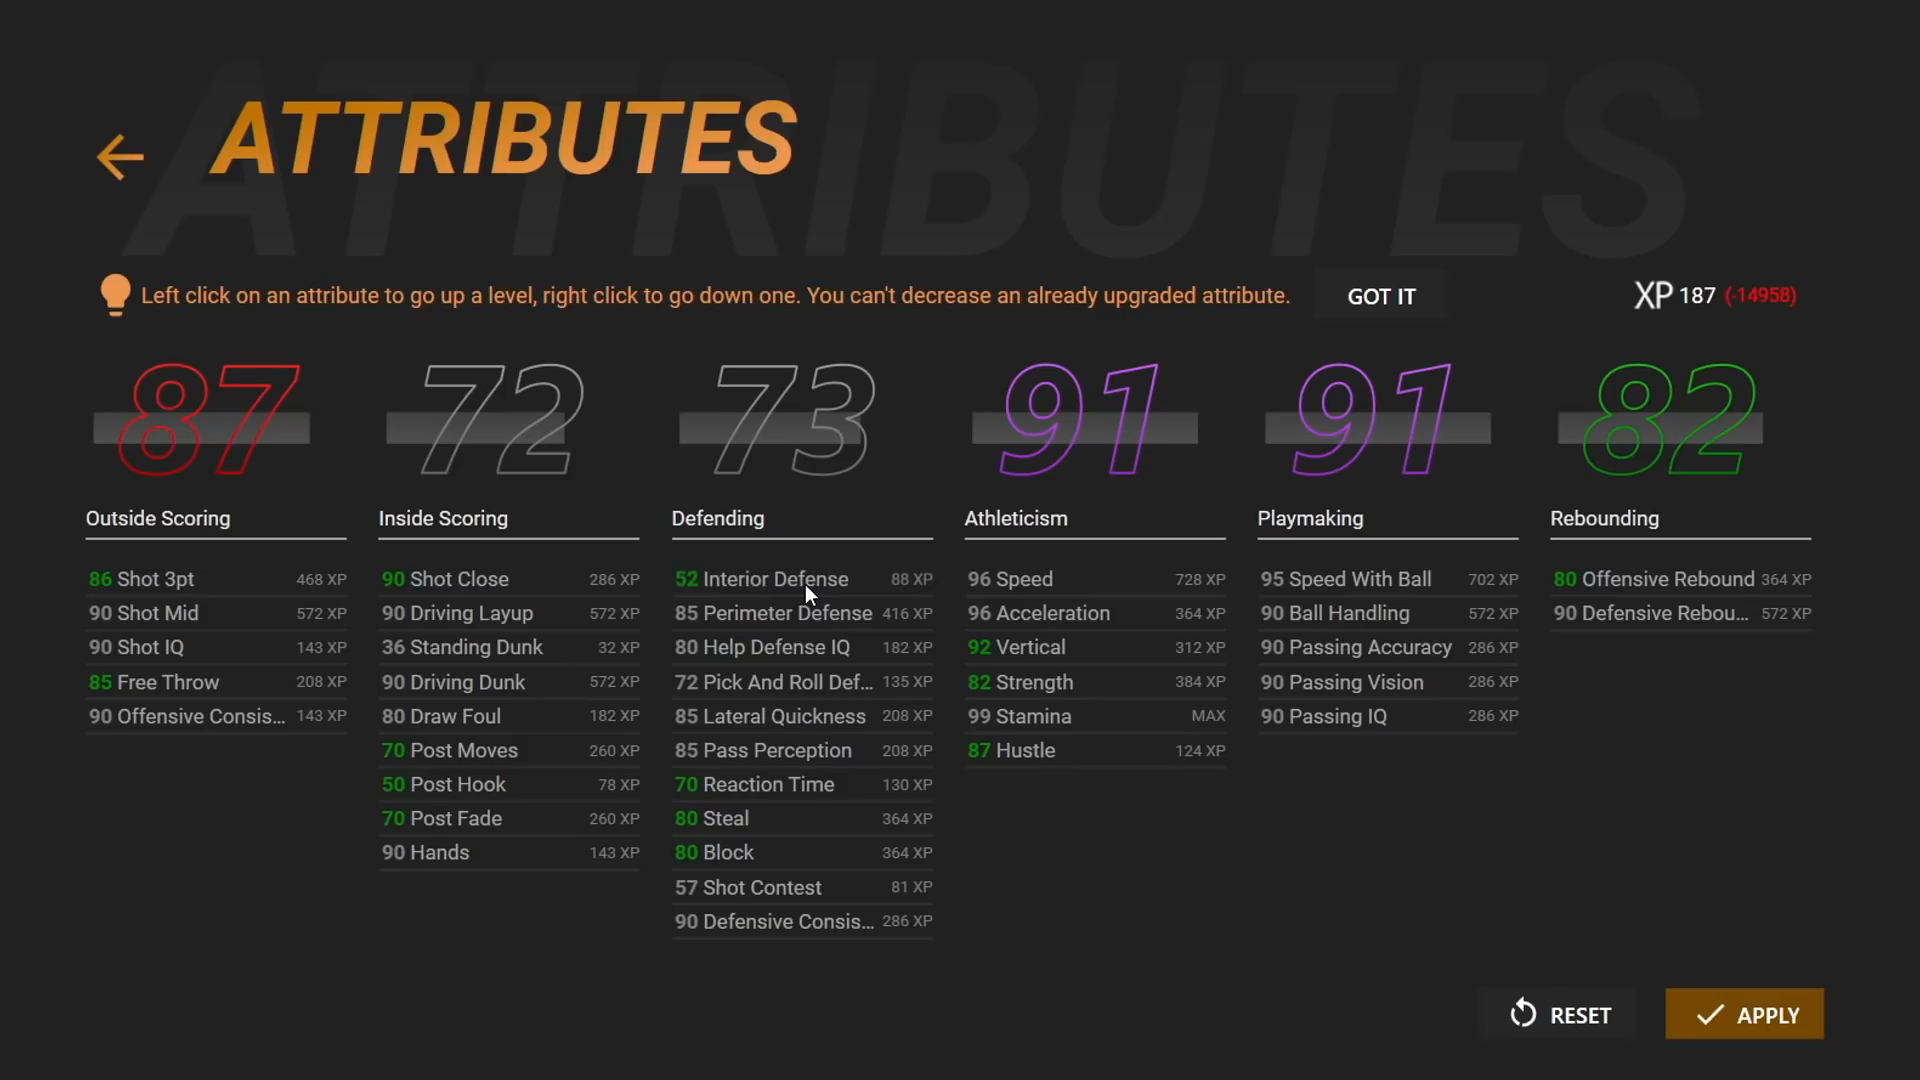 ATTRIBUTES
ATTRIBUTES
Left click on an attribute to go up a level, right click to go down one. You can't decrease an already upgraded attribute.
GOT IT
XP 187 (-14958)
87
72
73
91
91
82
Outside Scoring
86 Shot 3pt 468 XP
90 Shot Mid 572 XP
90 Shot IQ 143 XP
85 Free Throw 208 XP
90 Offensive Consis... 143 XP
Inside Scoring
90 Shot Close 286 XP
90 Driving Layup 572 XP
36 Standing Dunk 32 XP
90 Driving Dunk 572 XP
80 Draw Foul 182 XP
70 Post Moves 260 XP
50 Post Hook 78 XP
70 Post Fade 260 XP
90 Hands 143 XP
Defending
52 Interior Defense 88 XP
85 Perimeter Defense 416 XP
80 Help Defense IQ 182 XP
72 Pick And Roll Def... 135 XP
85 Lateral Quickness 208 XP
85 Pass Perception 208 XP
70 Reaction Time 130 XP
80 Steal 364 XP
80 Block 364 XP
57 Shot Contest 81 XP
90 Defensive Consis... 286 XP
Athleticism
96 Speed 728 XP
96 Acceleration 364 XP
92 Vertical 312 XP
82 Strength 384 XP
99 Stamina MAX
87 Hustle 124 XP
Playmaking
95 Speed With Ball 702 XP
90 Ball Handling 572 XP
90 Passing Accuracy 286 XP
90 Passing Vision 286 XP
90 Passing IQ 286 XP
Rebounding
80 Offensive Rebound 364 XP
90 Defensive Rebou... 572 XP
RESET
APPLY